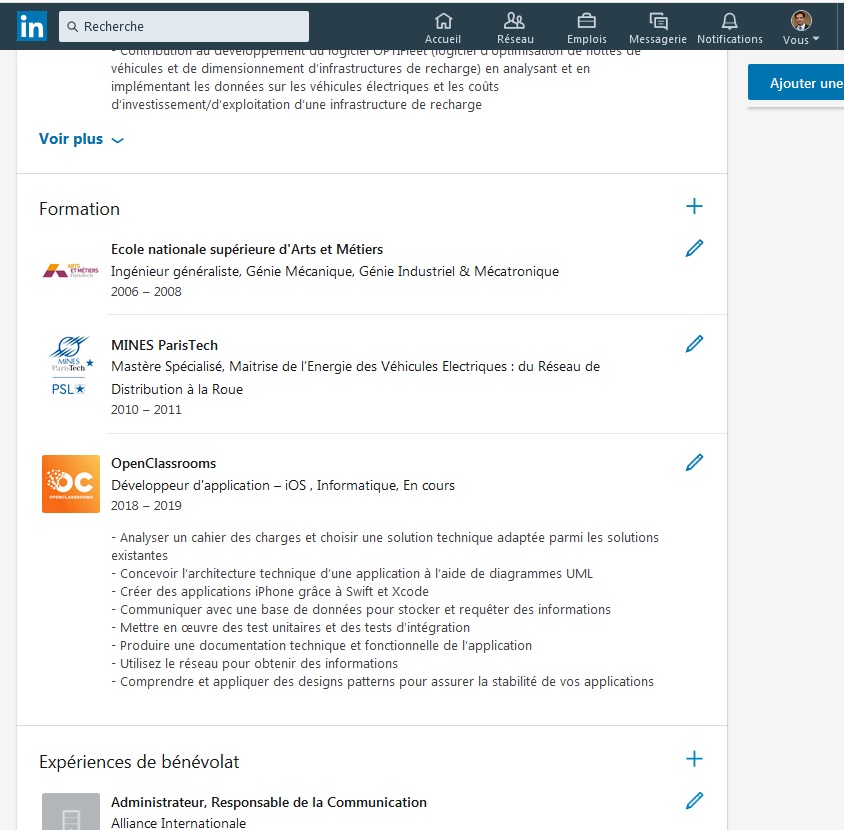 in
Recherche
Accueil
Réseau
Emplois
Messagerie
Notifications
Vous
- Contribution au développement du logiciel OPTIFleet (logiciel d'optimisation de flottes de
véhicules et de dimensionnement d'infrastructures de recharge) en analysant et en
implémentant les données sur les véhicules électriques et les coûts
d'investissement/d'exploitation d'une infrastructure de recharge
Ajouter une
Voir plus
Formation
ARTS
ET MÉTIERS
ParisTech
Ecole nationale supérieure d'Arts et Métiers
Ingénieur généraliste, Génie Mécanique, Génie Industriel & Mécatronique
2006 – 2008
MINES
ParisTech
PSL
MINES ParisTech
Mastère Spécialisé, Maitrise de l'Energie des Véhicules Electriques : du Réseau de
Distribution à la Roue
2010 – 2011
OC
OPENCLASSROOMS
OpenClassrooms
Développeur d'application – iOS , Informatique, En cours
2018 – 2019
- Analyser un cahier des charges et choisir une solution technique adaptée parmi les solutions
existantes
- Concevoir l'architecture technique d'une application à l'aide de diagrammes UML
- Créer des applications iPhone grâce à Swift et Xcode
- Communiquer avec une base de données pour stocker et requêter des informations
- Mettre en œuvre des test unitaires et des tests d'intégration
- Produire une documentation technique et fonctionnelle de l'application
- Utilisez le réseau pour obtenir des informations
- Comprendre et appliquer des designs patterns pour assurer la stabilité de vos applications
Expériences de bénévolat
Administrateur, Responsable de la Communication
Alliance Internationale